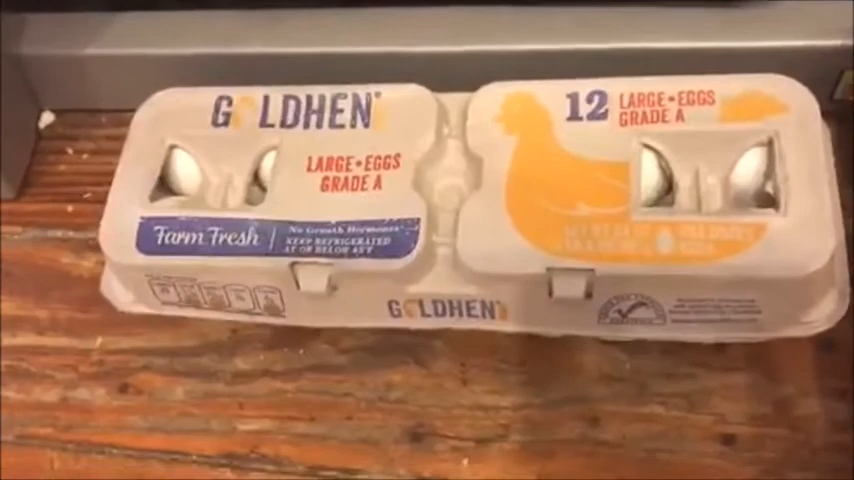 GOLDHEN
LARGE•EGGS
GRADE A
Farm Fresh
No Growth Hormones
KEEP REFRIGERATED
AT OR BELOW 45°F
12
LARGE•EGGS
GRADE A
GOLDHEN